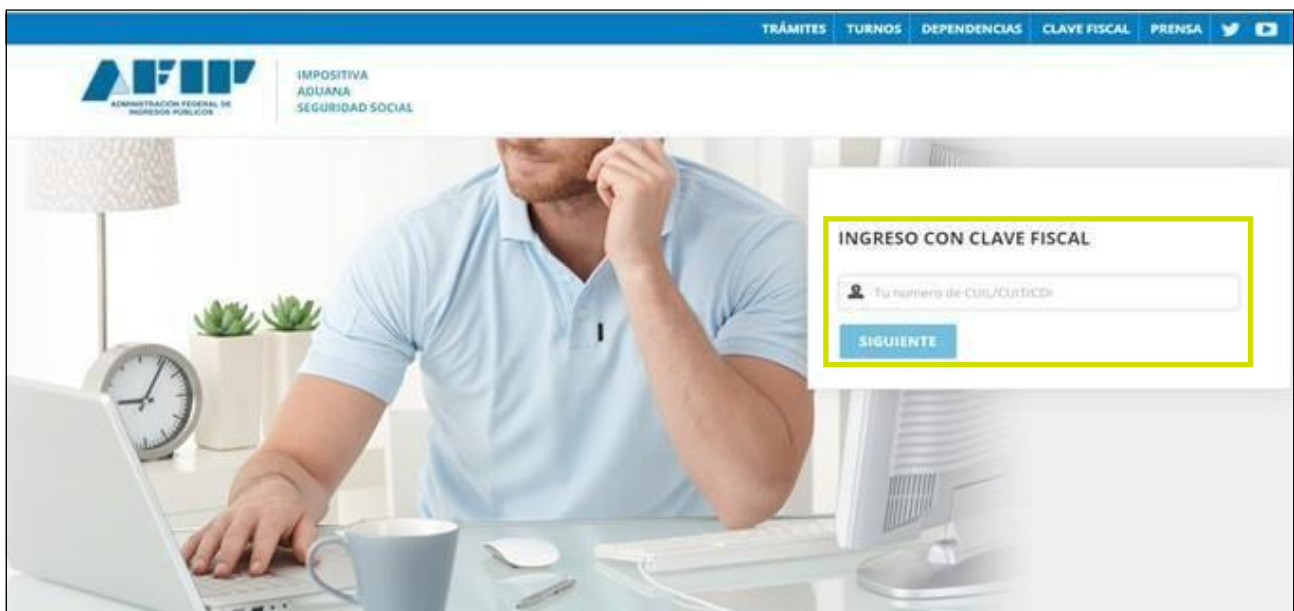 TRÁMITES TURNOS DEPENDENCIAS CLAVE FISCAL PRENSA
AFIP
ADMINISTRACIÓN FEDERAL DE
INGRESOS PÚBLICOS
IMPOSITIVA
ADUANA
SEGURIDAD SOCIAL
INGRESO CON CLAVE FISCAL
Tu numero de CUIL/CUIT/CDI
SIGUIENTE